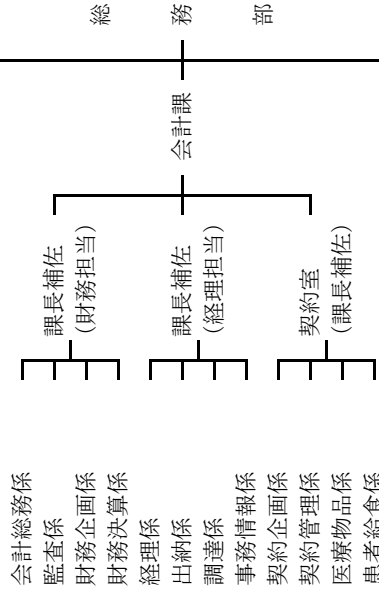 総務部
会計課
課長補佐
(財務担当)
課長補佐
(経理担当)
契約室
(課長補佐)
会計総務係
監査係
財務企画係
財務決算係
経理係
出納係
調達係
事務情報係
契約企画係
契約管理係
医療物品係
患者給食係